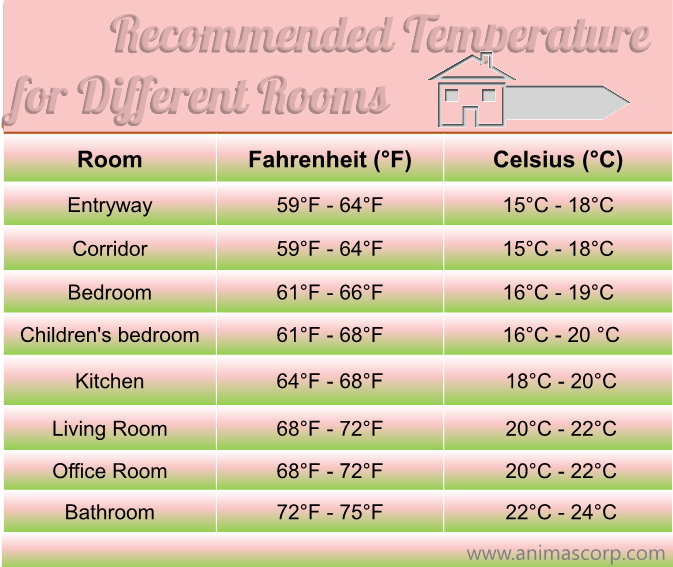 Recommended Temperature
for Different Rooms
Room Fahrenheit (°F) Celsius (°C)
Entryway 59°F - 64°F 15°C - 18°C
Corridor 59°F - 64°F 15°C - 18°C
Bedroom 61°F - 66°F 16°C - 19°C
Children's bedroom 61°F - 68°F 16°C - 20 °C
Kitchen 64°F - 68°F 18°C - 20°C
Living Room 68°F - 72°F 20°C - 22°C
Office Room 68°F - 72°F 20°C - 22°C
Bathroom 72°F - 75°F 22°C - 24°C
www.animascorp.com